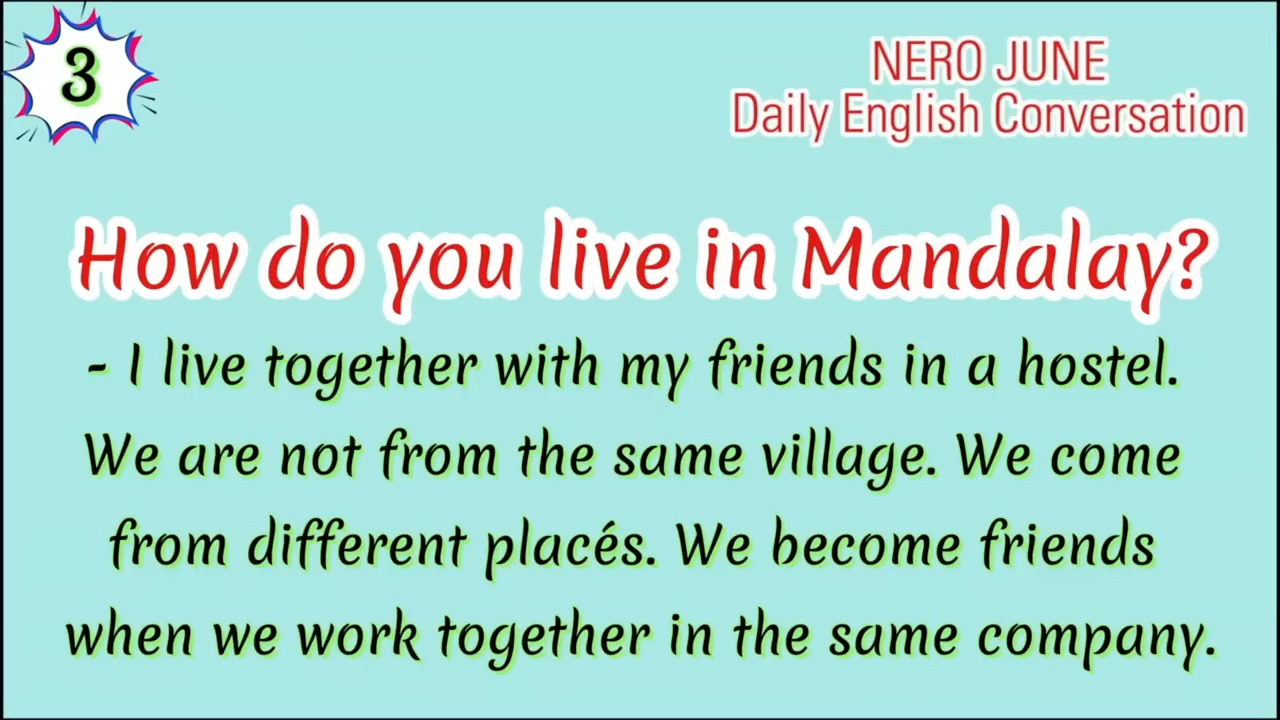 3
NERO JUNE
Daily English Conversation
How do you live in Mandalay?
- I live together with my friends in a hostel.
We are not from the same village. We come
from different placés. We become friends
when we work together in the same company.